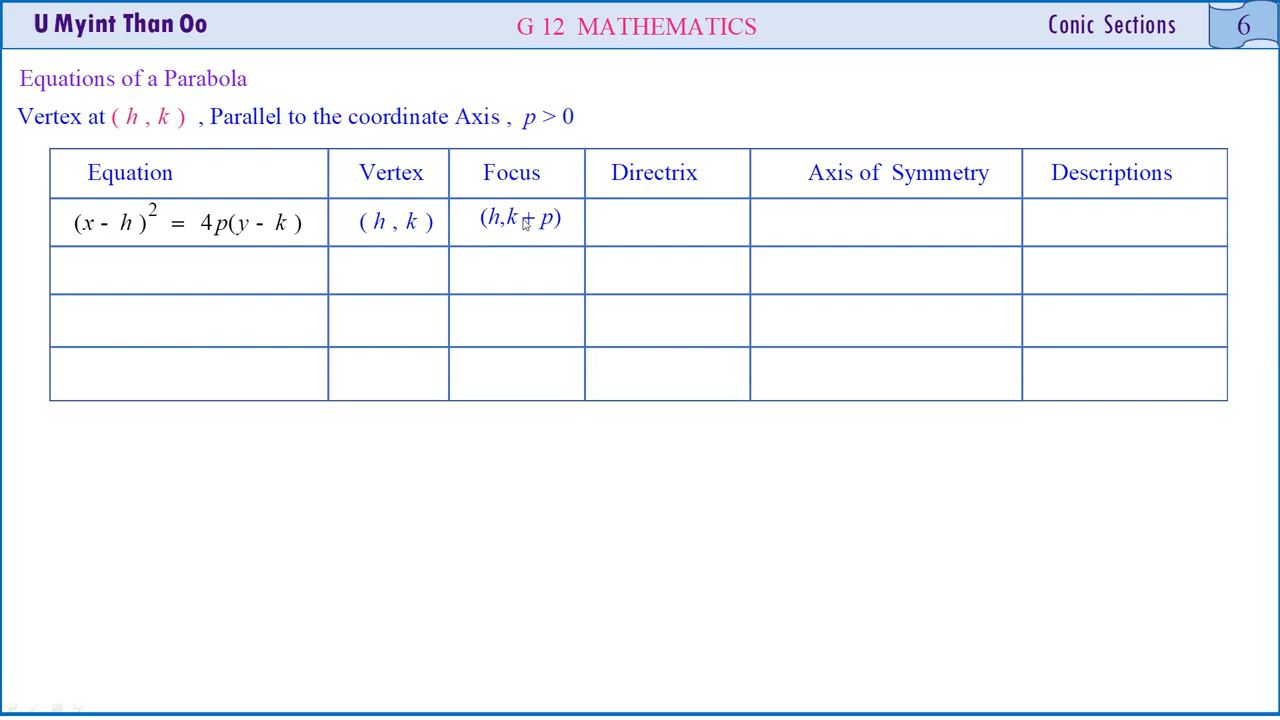 U Myint Than Oo G 12 MATHEMATICS Conic Sections 6
Equations of a Parabola
Vertex at ( h , k ) , Parallel to the coordinate Axis , p > 0
Equation Vertex Focus Directrix Axis of Symmetry Descriptions
(x - h )² = 4p(y - k ) ( h , k ) (h,k + p)